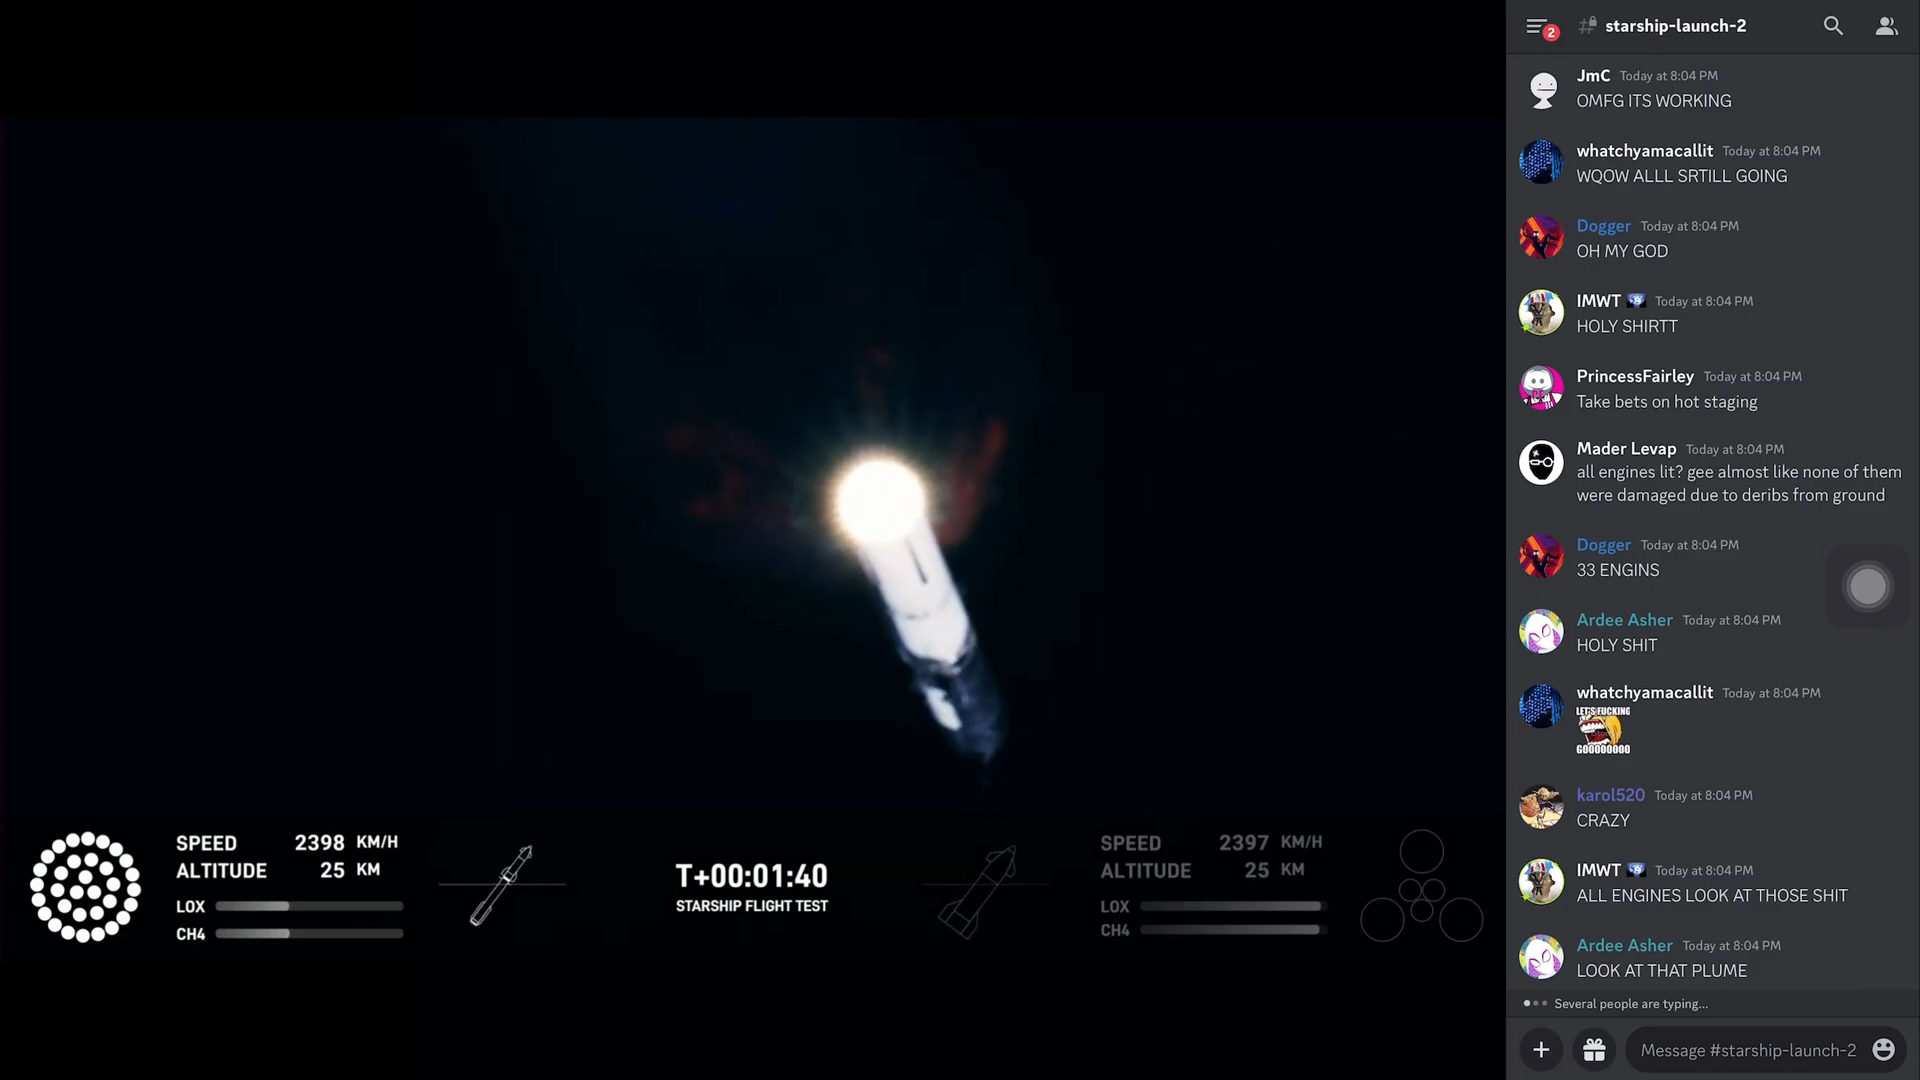 SPEED 2398 KM/H
ALTITUDE 25 KM
LOX
CH4
T+00:01:40
STARSHIP FLIGHT TEST
SPEED 2397 KM/H
ALTITUDE 25 KM
LOX
CH4
2
starship-launch-2
JmC Today at 8:04 PM
OMFG ITS WORKING
whatchyamacallit Today at 8:04 PM
WQOW ALLL SRTILL GOING
Dogger Today at 8:04 PM
OH MY GOD
IMWT Today at 8:04 PM
HOLY SHIRTT
PrincessFairley Today at 8:04 PM
Take bets on hot staging
Mader Levap Today at 8:04 PM
all engines lit? gee almost like none of them
were damaged due to deribs from ground
Dogger Today at 8:04 PM
33 ENGINS
Ardee Asher Today at 8:04 PM
HOLY SHIT
whatchyamacallit Today at 8:04 PM
LET'S FUCKING
GOOOOOOOO
karol520 Today at 8:04 PM
CRAZY
IMWT Today at 8:04 PM
ALL ENGINES LOOK AT THOSE SHIT
Ardee Asher Today at 8:04 PM
LOOK AT THAT PLUME
Several people are typing...
Message #starship-launch-2